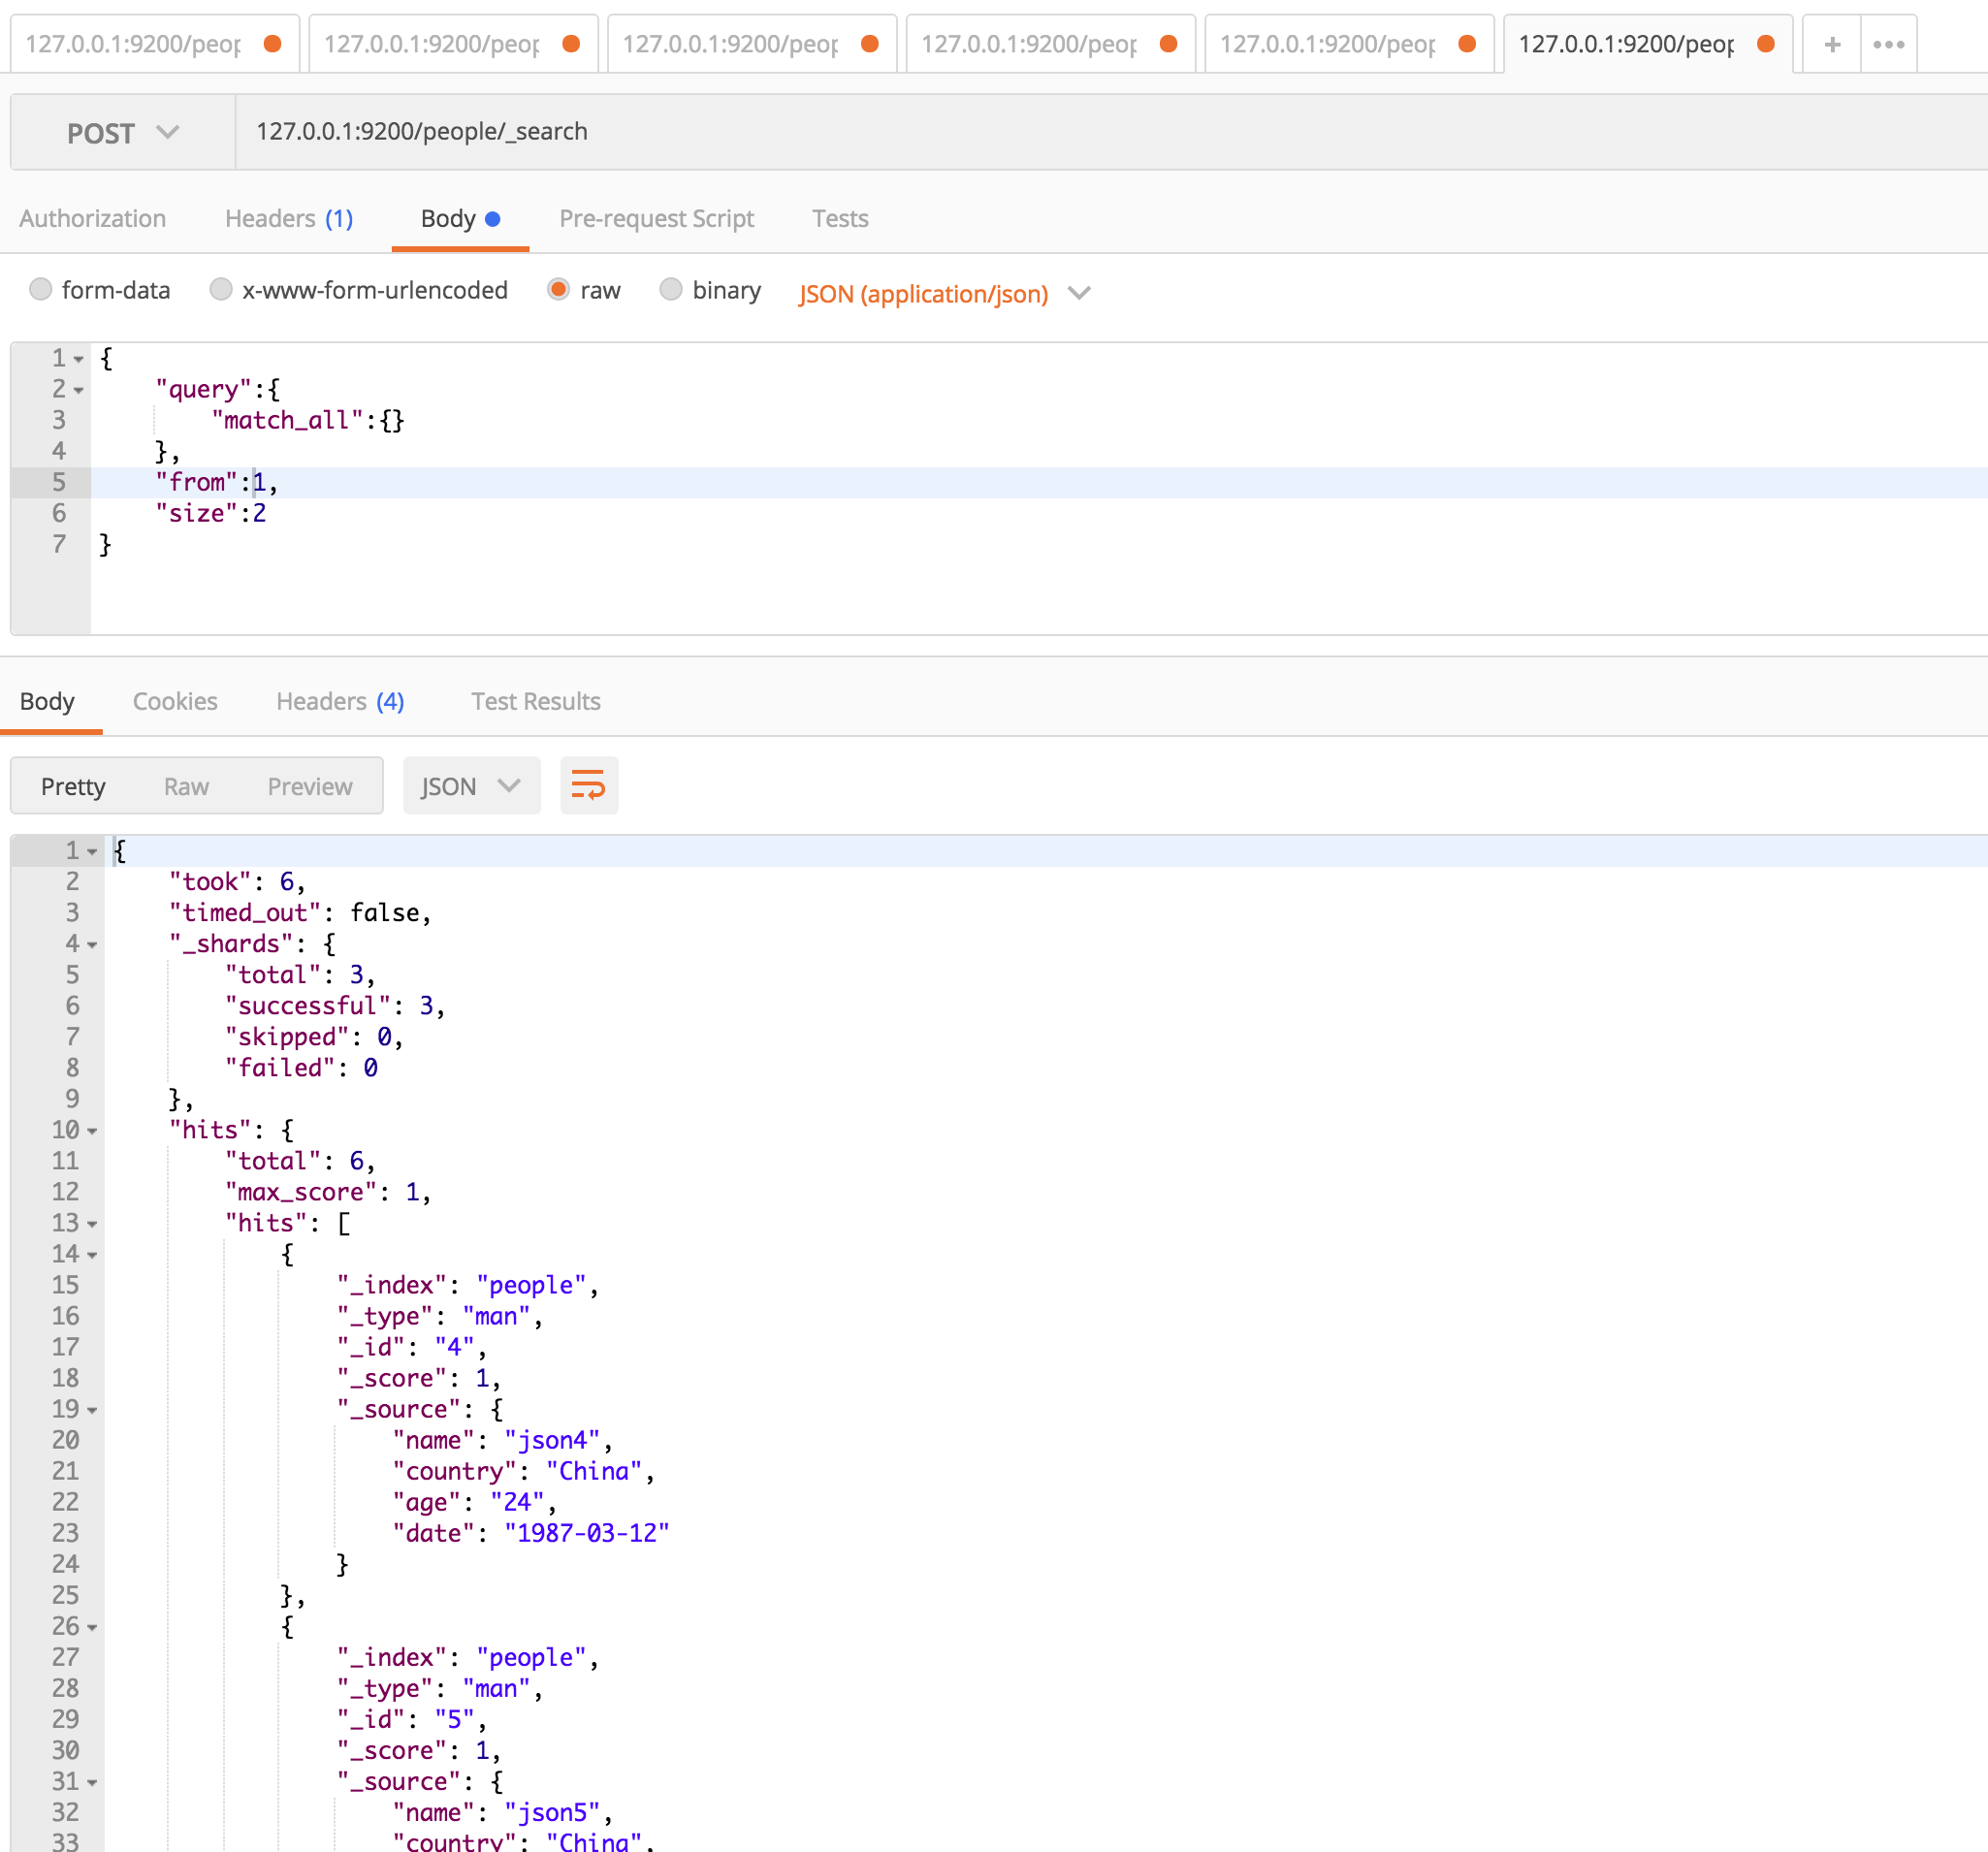 127.0.0.1:9200/peop 127.0.0.1:9200/peop 127.0.0.1:9200/peop 127.0.0.1:9200/peop 127.0.0.1:9200/peop 127.0.0.1:9200/peop + •••
POST 127.0.0.1:9200/people/_search
Authorization Headers (1) Body Pre-request Script Tests
form-data x-www-form-urlencoded raw binary JSON (application/json)
1 {
2 "query":{
3 "match_all":{}
4 },
5 "from":1,
6 "size":2
7 }
Body Cookies Headers (4) Test Results
Pretty Raw Preview JSON
1 {
2 "took": 6,
3 "timed_out": false,
4 "_shards": {
5 "total": 3,
6 "successful": 3,
7 "skipped": 0,
8 "failed": 0
9 },
10 "hits": {
11 "total": 6,
12 "max_score": 1,
13 "hits": [
14 {
15 "_index": "people",
16 "_type": "man",
17 "_id": "4",
18 "_score": 1,
19 "_source": {
20 "name": "json4",
21 "country": "China",
22 "age": "24",
23 "date": "1987-03-12"
24 }
25 },
26 {
27 "_index": "people",
28 "_type": "man",
29 "_id": "5",
30 "_score": 1,
31 "_source": {
32 "name": "json5",
33 "country": "China",